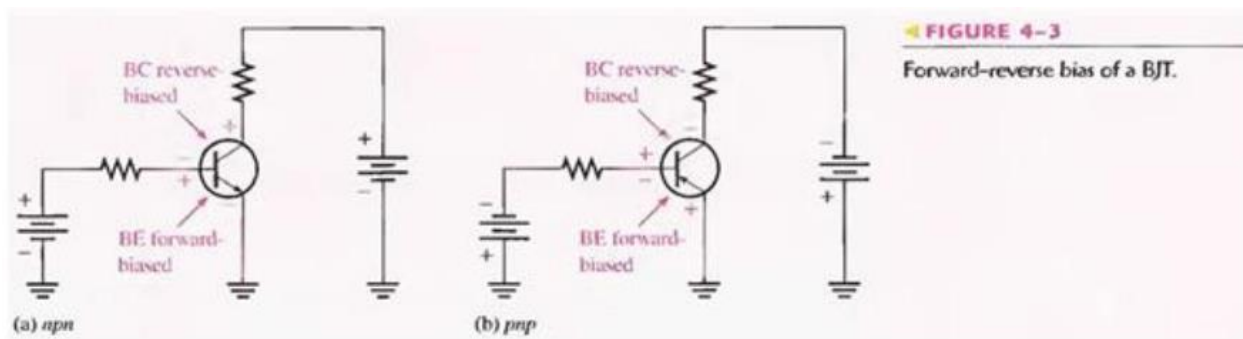 FIGURE 4–3
Forward-reverse bias of a BJT.
BC reverse-
biased
+
–
+
+
–
BE forward-
biased
+
–
(a) npn
BC reverse-
biased
–
+
–
–
+
BE forward-
biased
+
–
+
(b) pnp